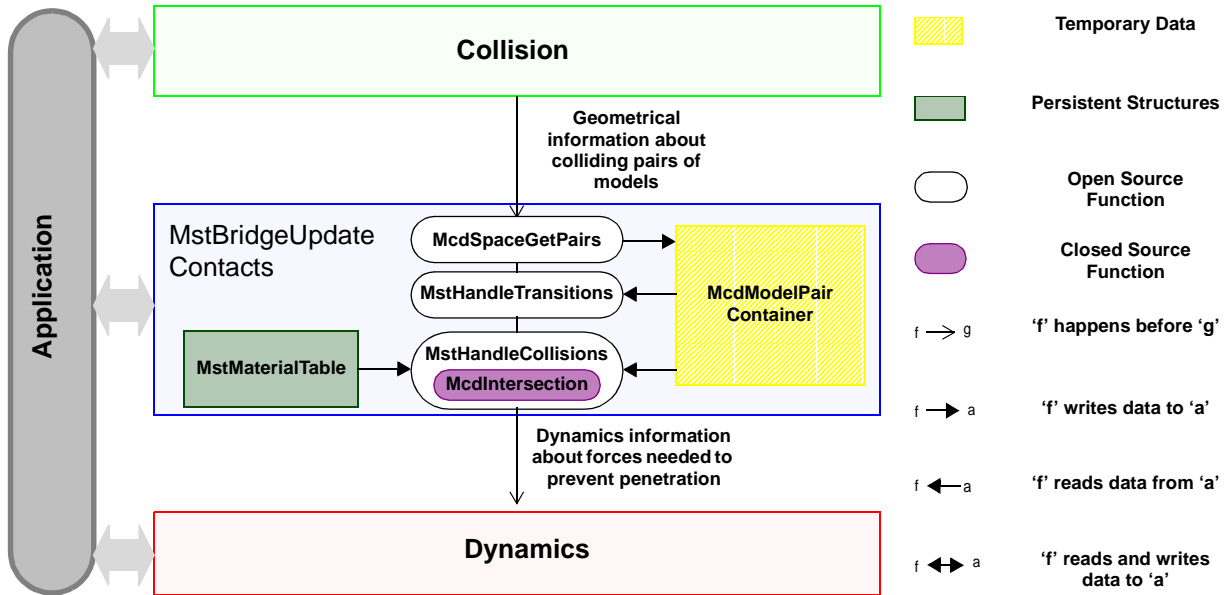 Application
Collision
Geometrical
information about
colliding pairs of
models
MstBridgeUpdate
Contacts
McdSpaceGetPairs
MstHandleTransitions
McdModelPair
Container
MstMaterialTable
MstHandleCollisions
McdIntersection
Dynamics information
about forces needed to
prevent penetration
Dynamics
Temporary Data
Persistent Structures
Open Source
Function
Closed Source
Function
f g ‘f’ happens before ‘g’
f a ‘f’ writes data to ‘a’
f a ‘f’ reads data from ‘a’
f a ‘f’ reads and writes
data to ‘a’